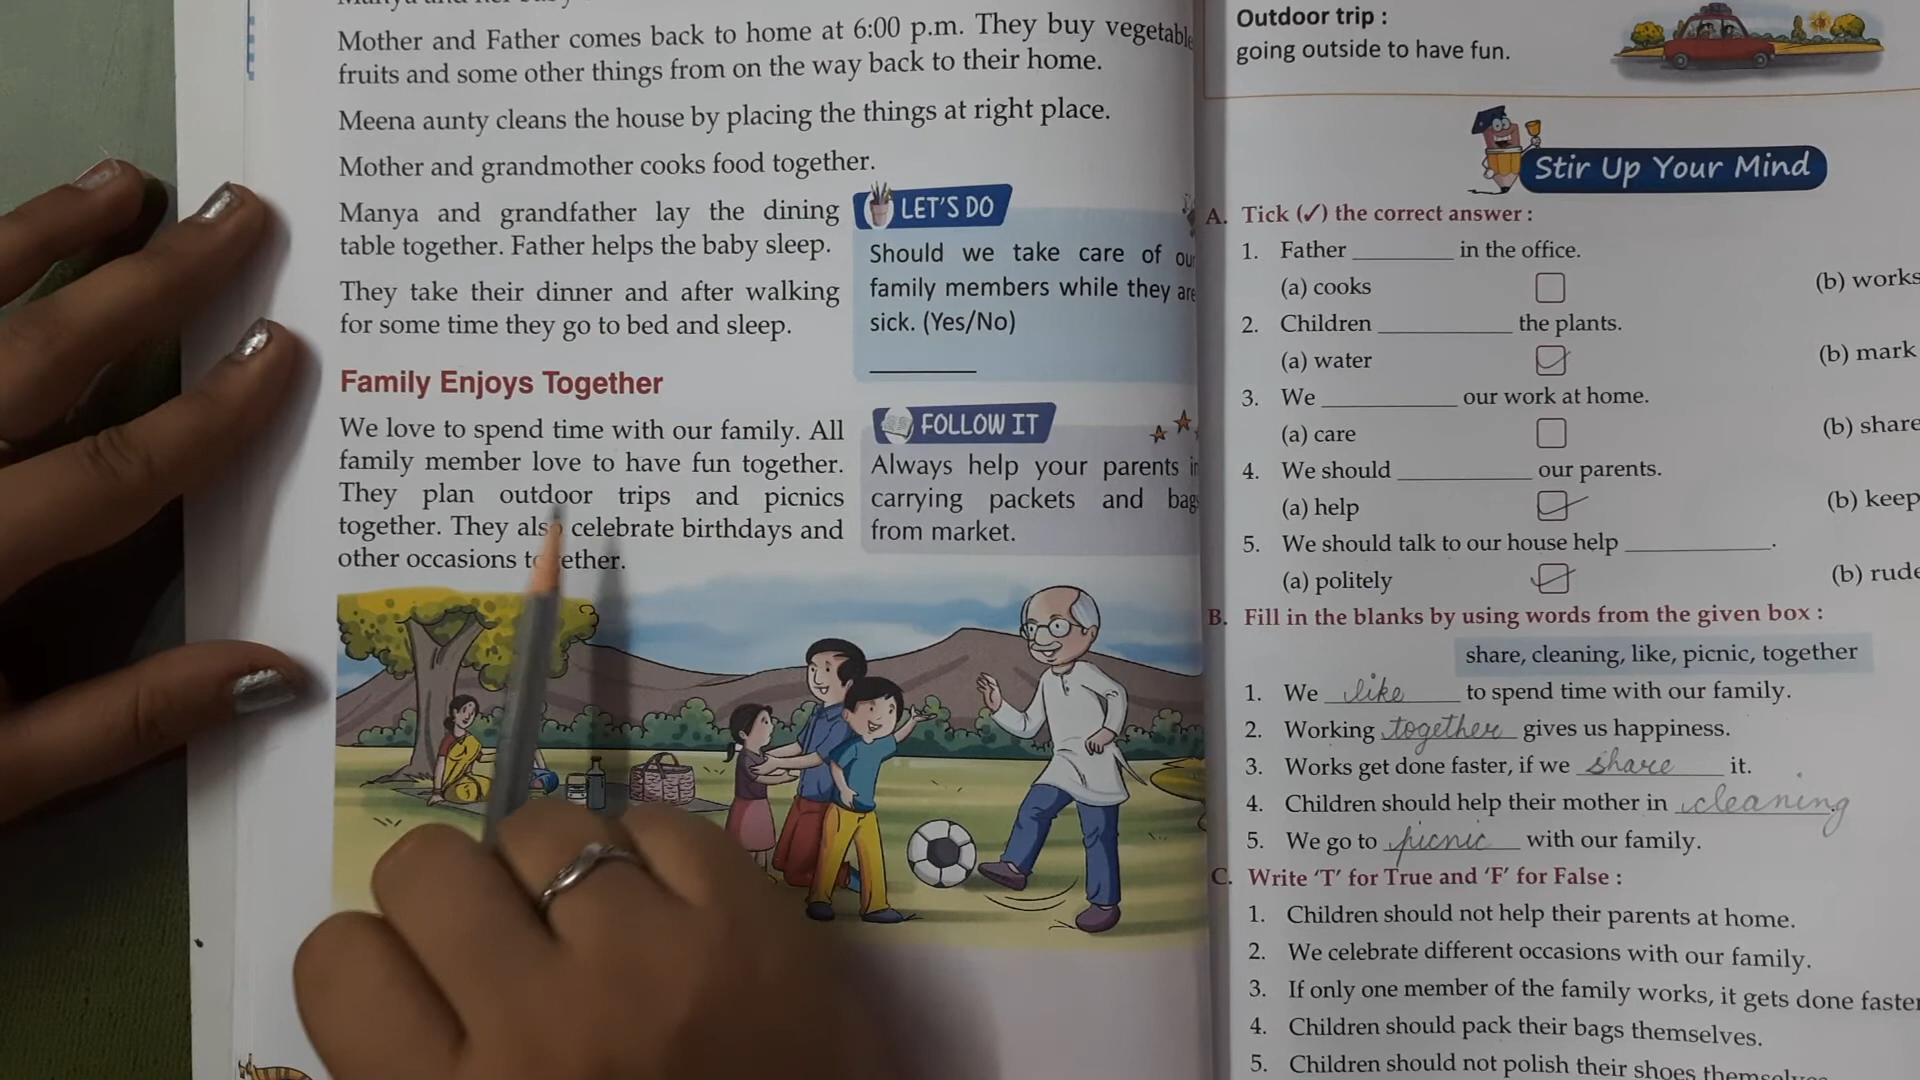 Mother and Father comes back to home at 6:00 p.m. They buy vegetable
fruits and some other things from on the way back to their home.
Meena aunty cleans the house by placing the things at right place.
Mother and grandmother cooks food together.
Manya and grandfather lay the dining
table together. Father helps the baby sleep.
They take their dinner and after walking
for some time they go to bed and sleep.
LET'S DO
Should we take care of our
family members while they are
sick. (Yes/No)
Family Enjoys Together
We love to spend time with our family. All
family member love to have fun together.
They plan outdoor trips and picnics
together. They also celebrate birthdays and
other occasions together.
FOLLOW IT
Always help your parents in
carrying packets and bags
from market.
Outdoor trip :
going outside to have fun.
Stir Up Your Mind
A. Tick (✓) the correct answer :
1. Father ________ in the office.
(a) cooks (b) works
2. Children ________ the plants.
(a) water (b) mark
3. We ________ our work at home.
(a) care (b) share
4. We should ________ our parents.
(a) help (b) keep
5. We should talk to our house help ________.
(a) politely (b) rude
B. Fill in the blanks by using words from the given box :
share, cleaning, like, picnic, together
1. We like to spend time with our family.
2. Working together gives us happiness.
3. Works get done faster, if we share it.
4. Children should help their mother in cleaning
5. We go to picnic with our family.
C. Write 'T' for True and 'F' for False :
1. Children should not help their parents at home.
2. We celebrate different occasions with our family.
3. If only one member of the family works, it gets done faster
4. Children should pack their bags themselves.
5. Children should not polish their shoes themselves